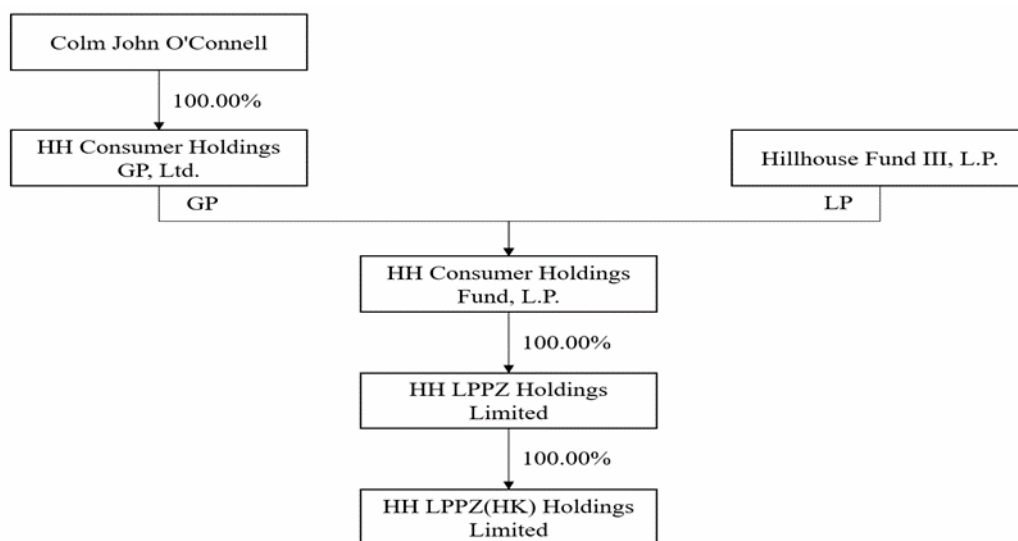 Colm John O'Connell
100.00%
HH Consumer Holdings
GP, Ltd.
Hillhouse Fund III, L.P.
GP
LP
HH Consumer Holdings
Fund, L.P.
100.00%
HH LPPZ Holdings
Limited
100.00%
HH LPPZ(HK) Holdings
Limited